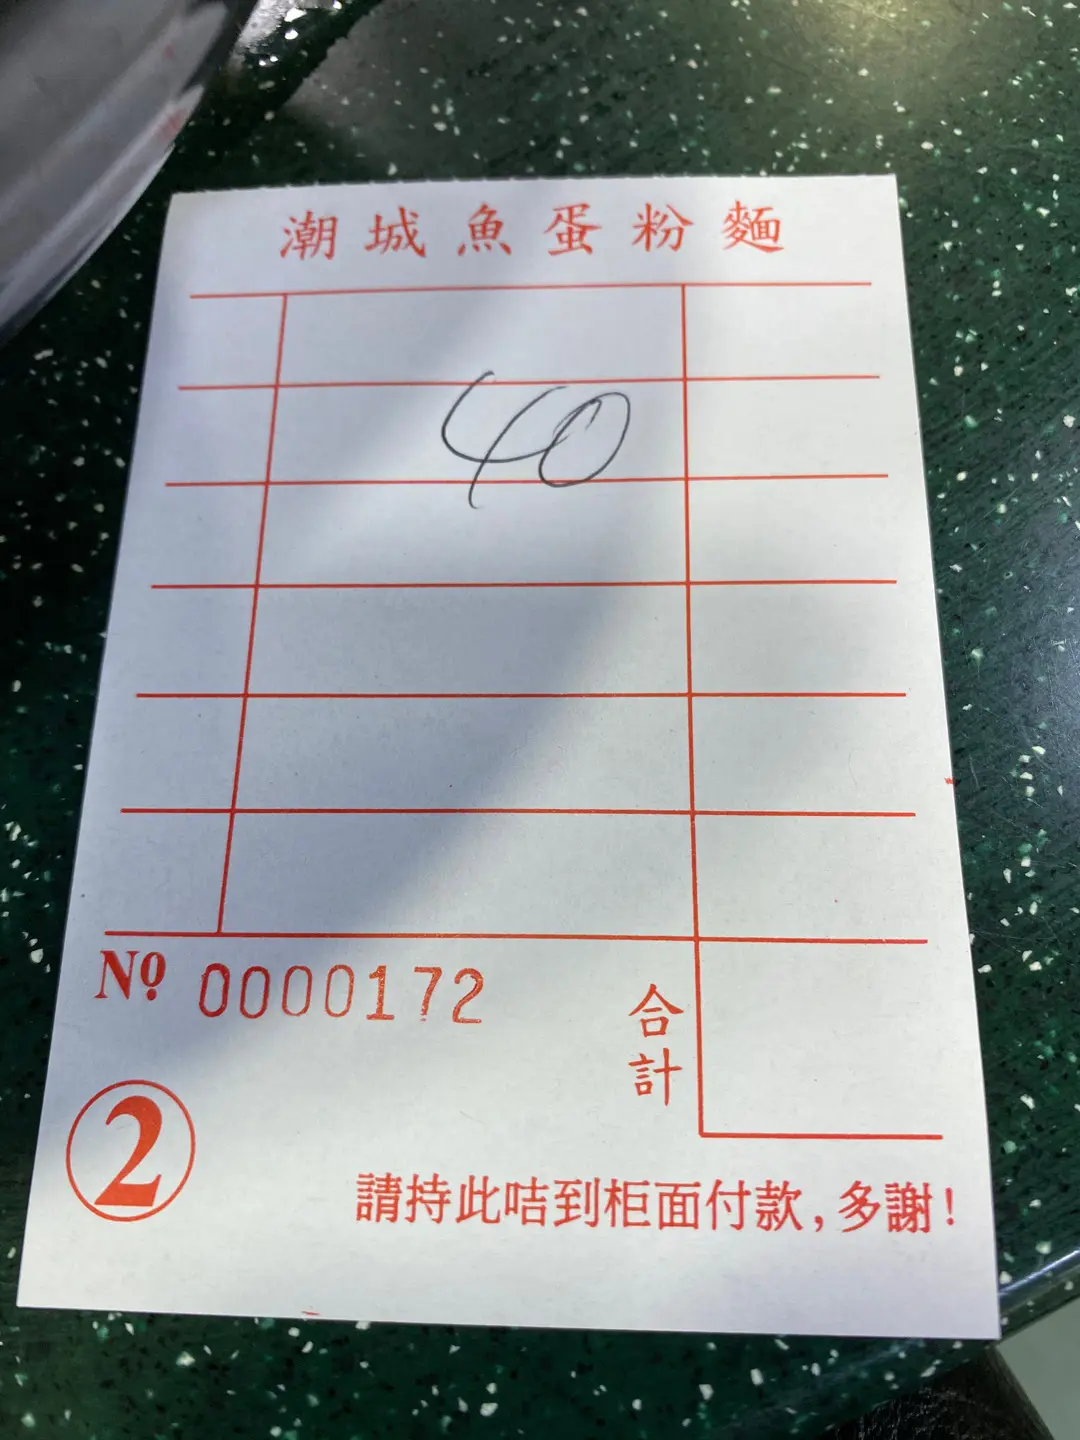 潮城魚蛋粉麵
40
Nº 0000172
合計
2
請持此咭到柜面付款，多謝！